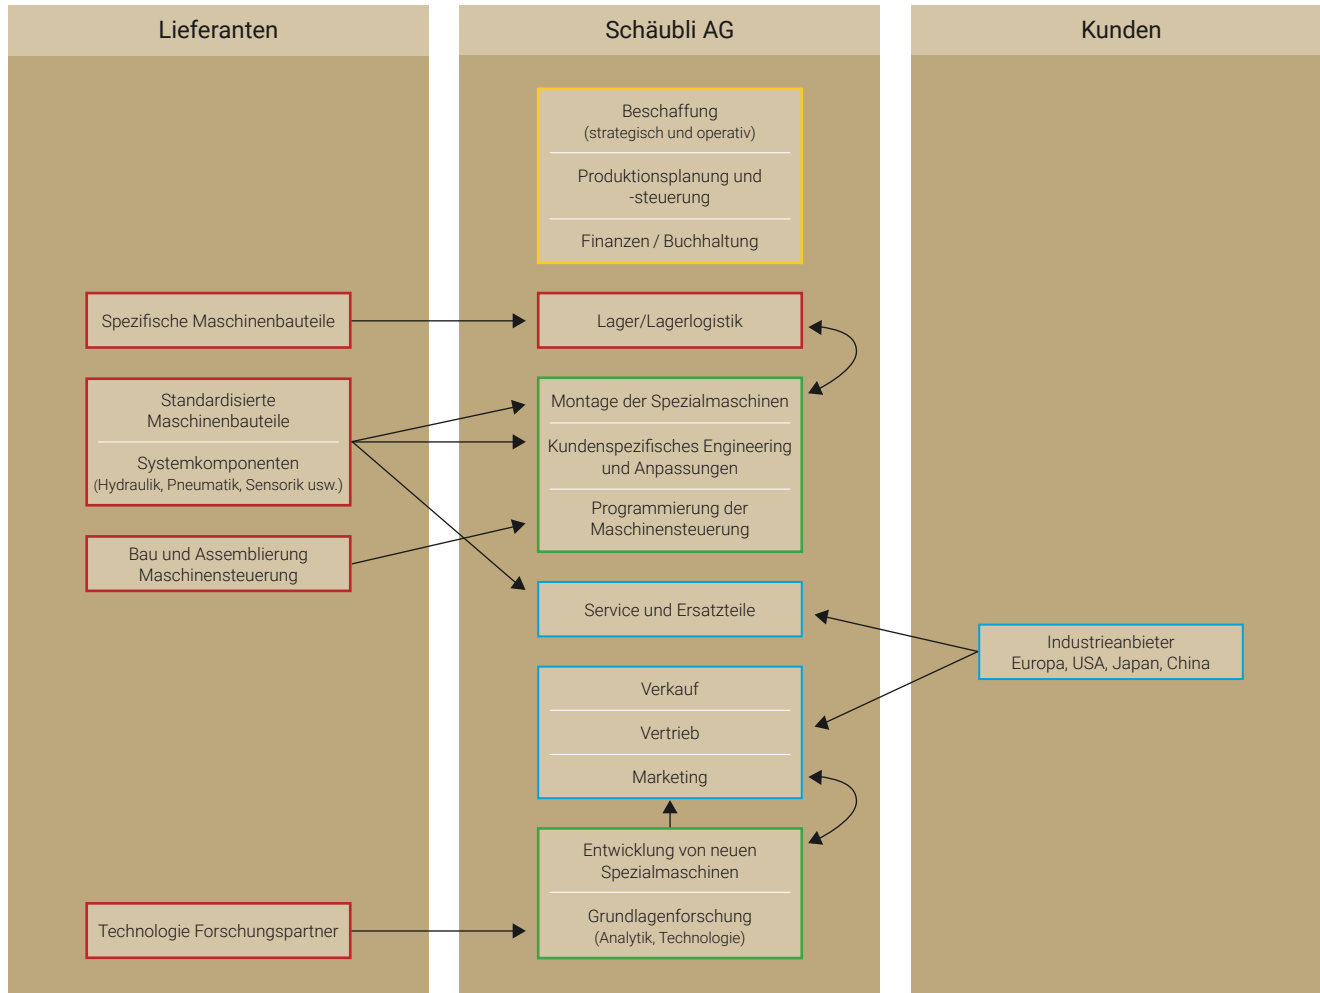 Lieferanten
Spezifische Maschinenbauteile
Standardisierte
Maschinenbauteile
Systemkomponenten
(Hydraulik, Pneumatik, Sensorik usw.)
Bau und Assemblierung
Maschinensteuerung
Technologie Forschungspartner
Schäubli AG
Beschaffung
(strategisch und operativ)
Produktionsplanung und
-steuerung
Finanzen / Buchhaltung
Lager/Lagerlogistik
Montage der Spezialmaschinen
Kundenspezifisches Engineering
und Anpassungen
Programmierung der
Maschinensteuerung
Service und Ersatzteile
Verkauf
Vertrieb
Marketing
Entwicklung von neuen
Spezialmaschinen
Grundlagenforschung
(Analytik, Technologie)
Kunden
Industrieanbieter
Europa, USA, Japan, China